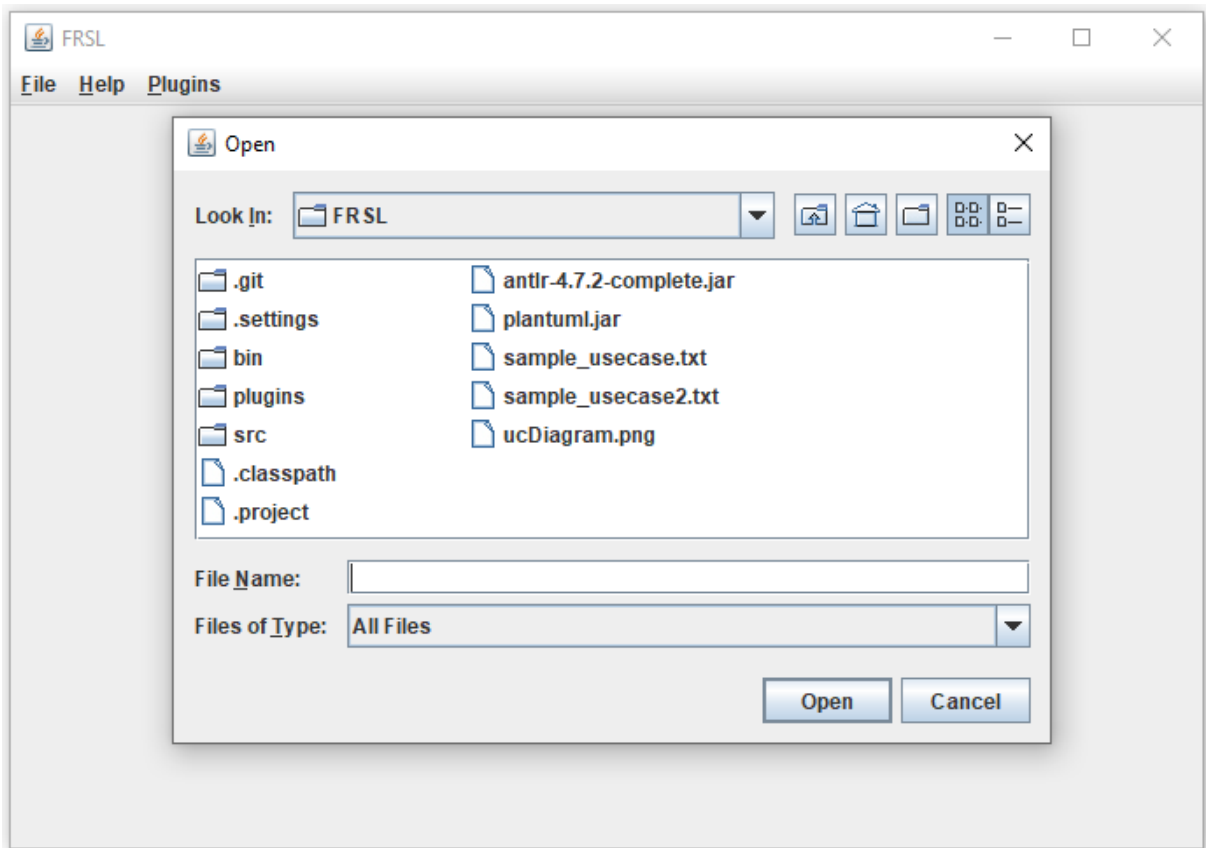 FRSL
File Help Plugins
Open
Look In: FRSL
.git
.settings
bin
plugins
src
.classpath
.project
antlr-4.7.2-complete.jar
plantuml.jar
sample_usecase.txt
sample_usecase2.txt
ucDiagram.png
File Name:
Files of Type: All Files
Open Cancel